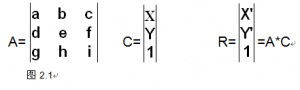 a b c X X'
A= d e f C= Y R= Y' =A*C
g h i 1 1
图 2.1